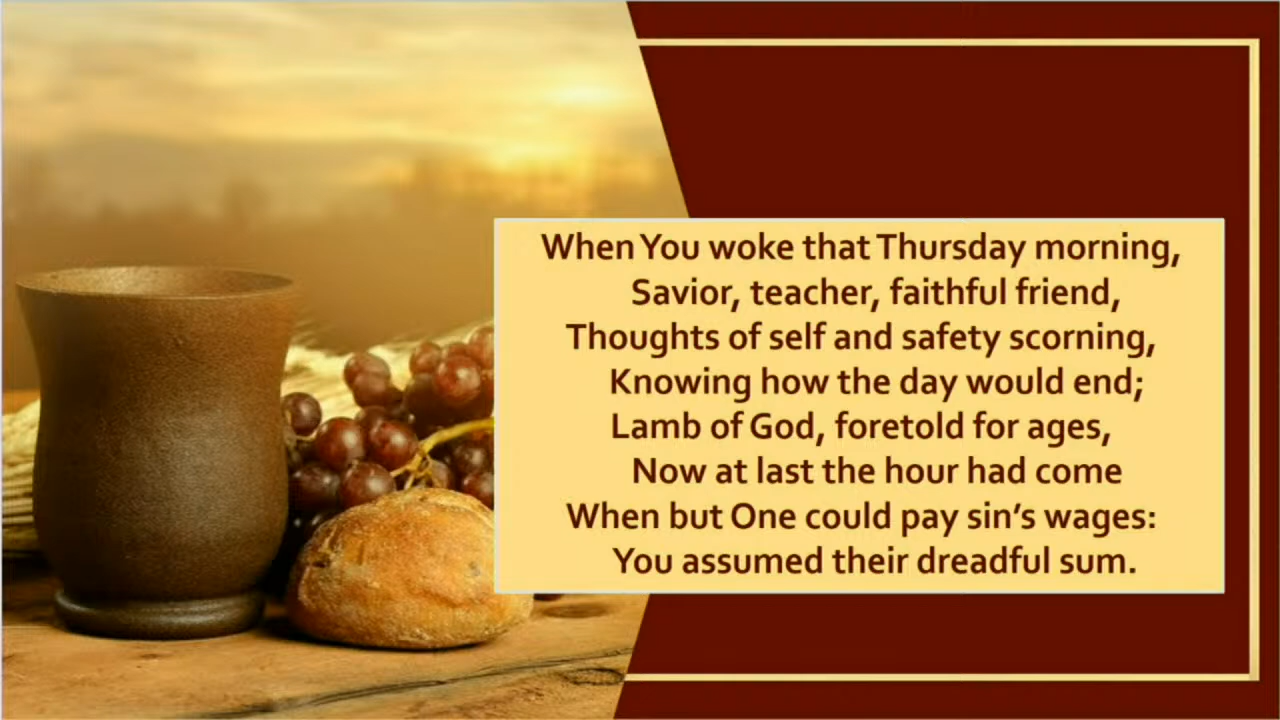 When You woke that Thursday morning,
Savior, teacher, faithful friend,
Thoughts of self and safety scorning,
Knowing how the day would end;
Lamb of God, foretold for ages,
Now at last the hour had come
When but One could pay sin’s wages:
You assumed their dreadful sum.